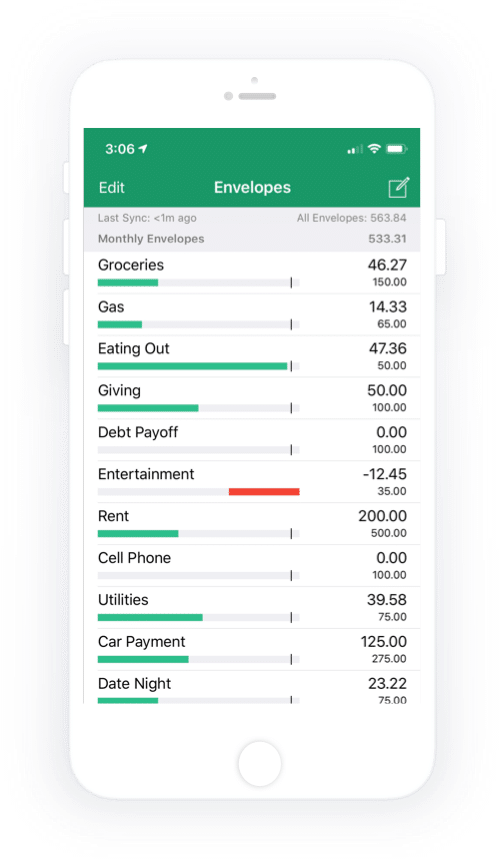 3:06
Edit Envelopes
Last Sync: <1m ago All Envelopes: 563.84
Monthly Envelopes 533.31
Groceries 46.27
150.00
Gas 14.33
65.00
Eating Out 47.36
50.00
Giving 50.00
100.00
Debt Payoff 0.00
100.00
Entertainment -12.45
35.00
Rent 200.00
500.00
Cell Phone 0.00
100.00
Utilities 39.58
75.00
Car Payment 125.00
275.00
Date Night 23.22
75.00